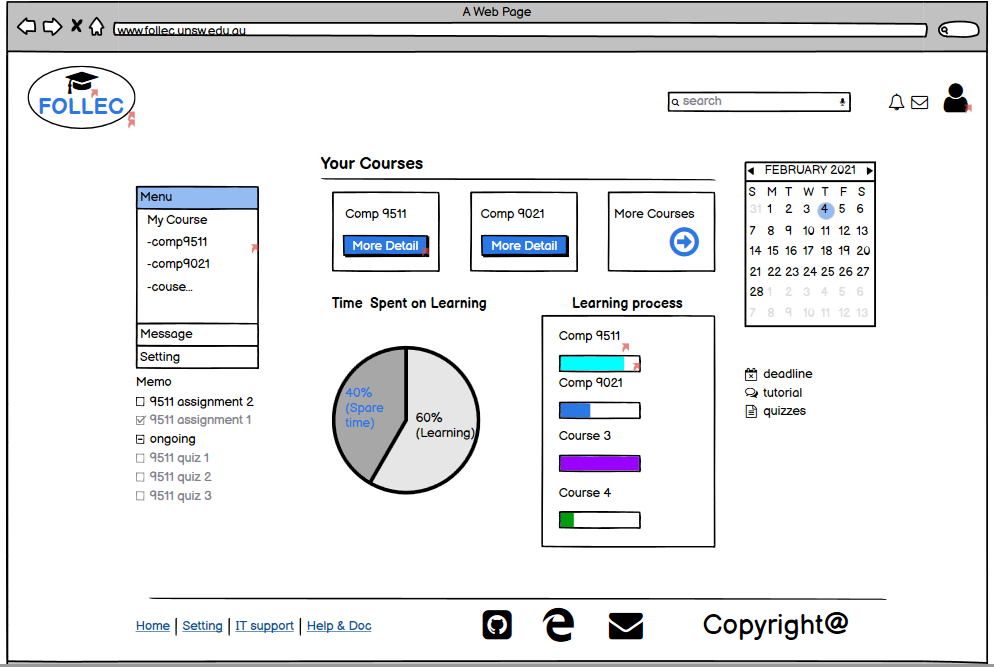 A Web Page
www.follec.unsw.edu.au
FOLLEC
search
Your Courses
Comp 9511
More Detail
Comp 9021
More Detail
More Courses
Menu
My Course
-comp9511
-comp9021
-couse...
Message
Setting
Memo
9511 assignment 2
9511 assignment 1
ongoing
9511 quiz 1
9511 quiz 2
9511 quiz 3
Time Spent on Learning
40%
(Spare
time)
60%
(Learning)
Learning process
Comp 9511
Comp 9021
Course 3
Course 4
FEBRUARY 2021
S M T W T F S
31 1 2 3 4 5 6
7 8 9 10 11 12 13
14 15 16 17 18 19 20
21 22 23 24 25 26 27
28 1 2 3 4 5 6
7 8 9 10 11 12 13
deadline
tutorial
quizzes
Home | Setting | IT support | Help & Doc
Copyright@